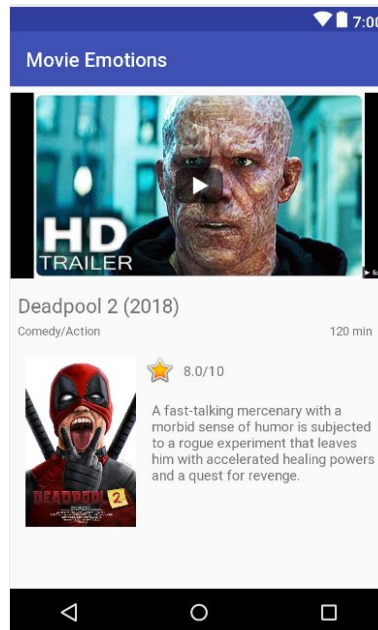 7:00
Movie Emotions
HD
TRAILER
Deadpool 2 (2018)
Comedy/Action
120 min
8.0/10
A fast-talking mercenary with a
morbid sense of humor is subjected
to a rogue experiment that leaves
him with accelerated healing powers
and a quest for revenge.
DEADPOOL 2